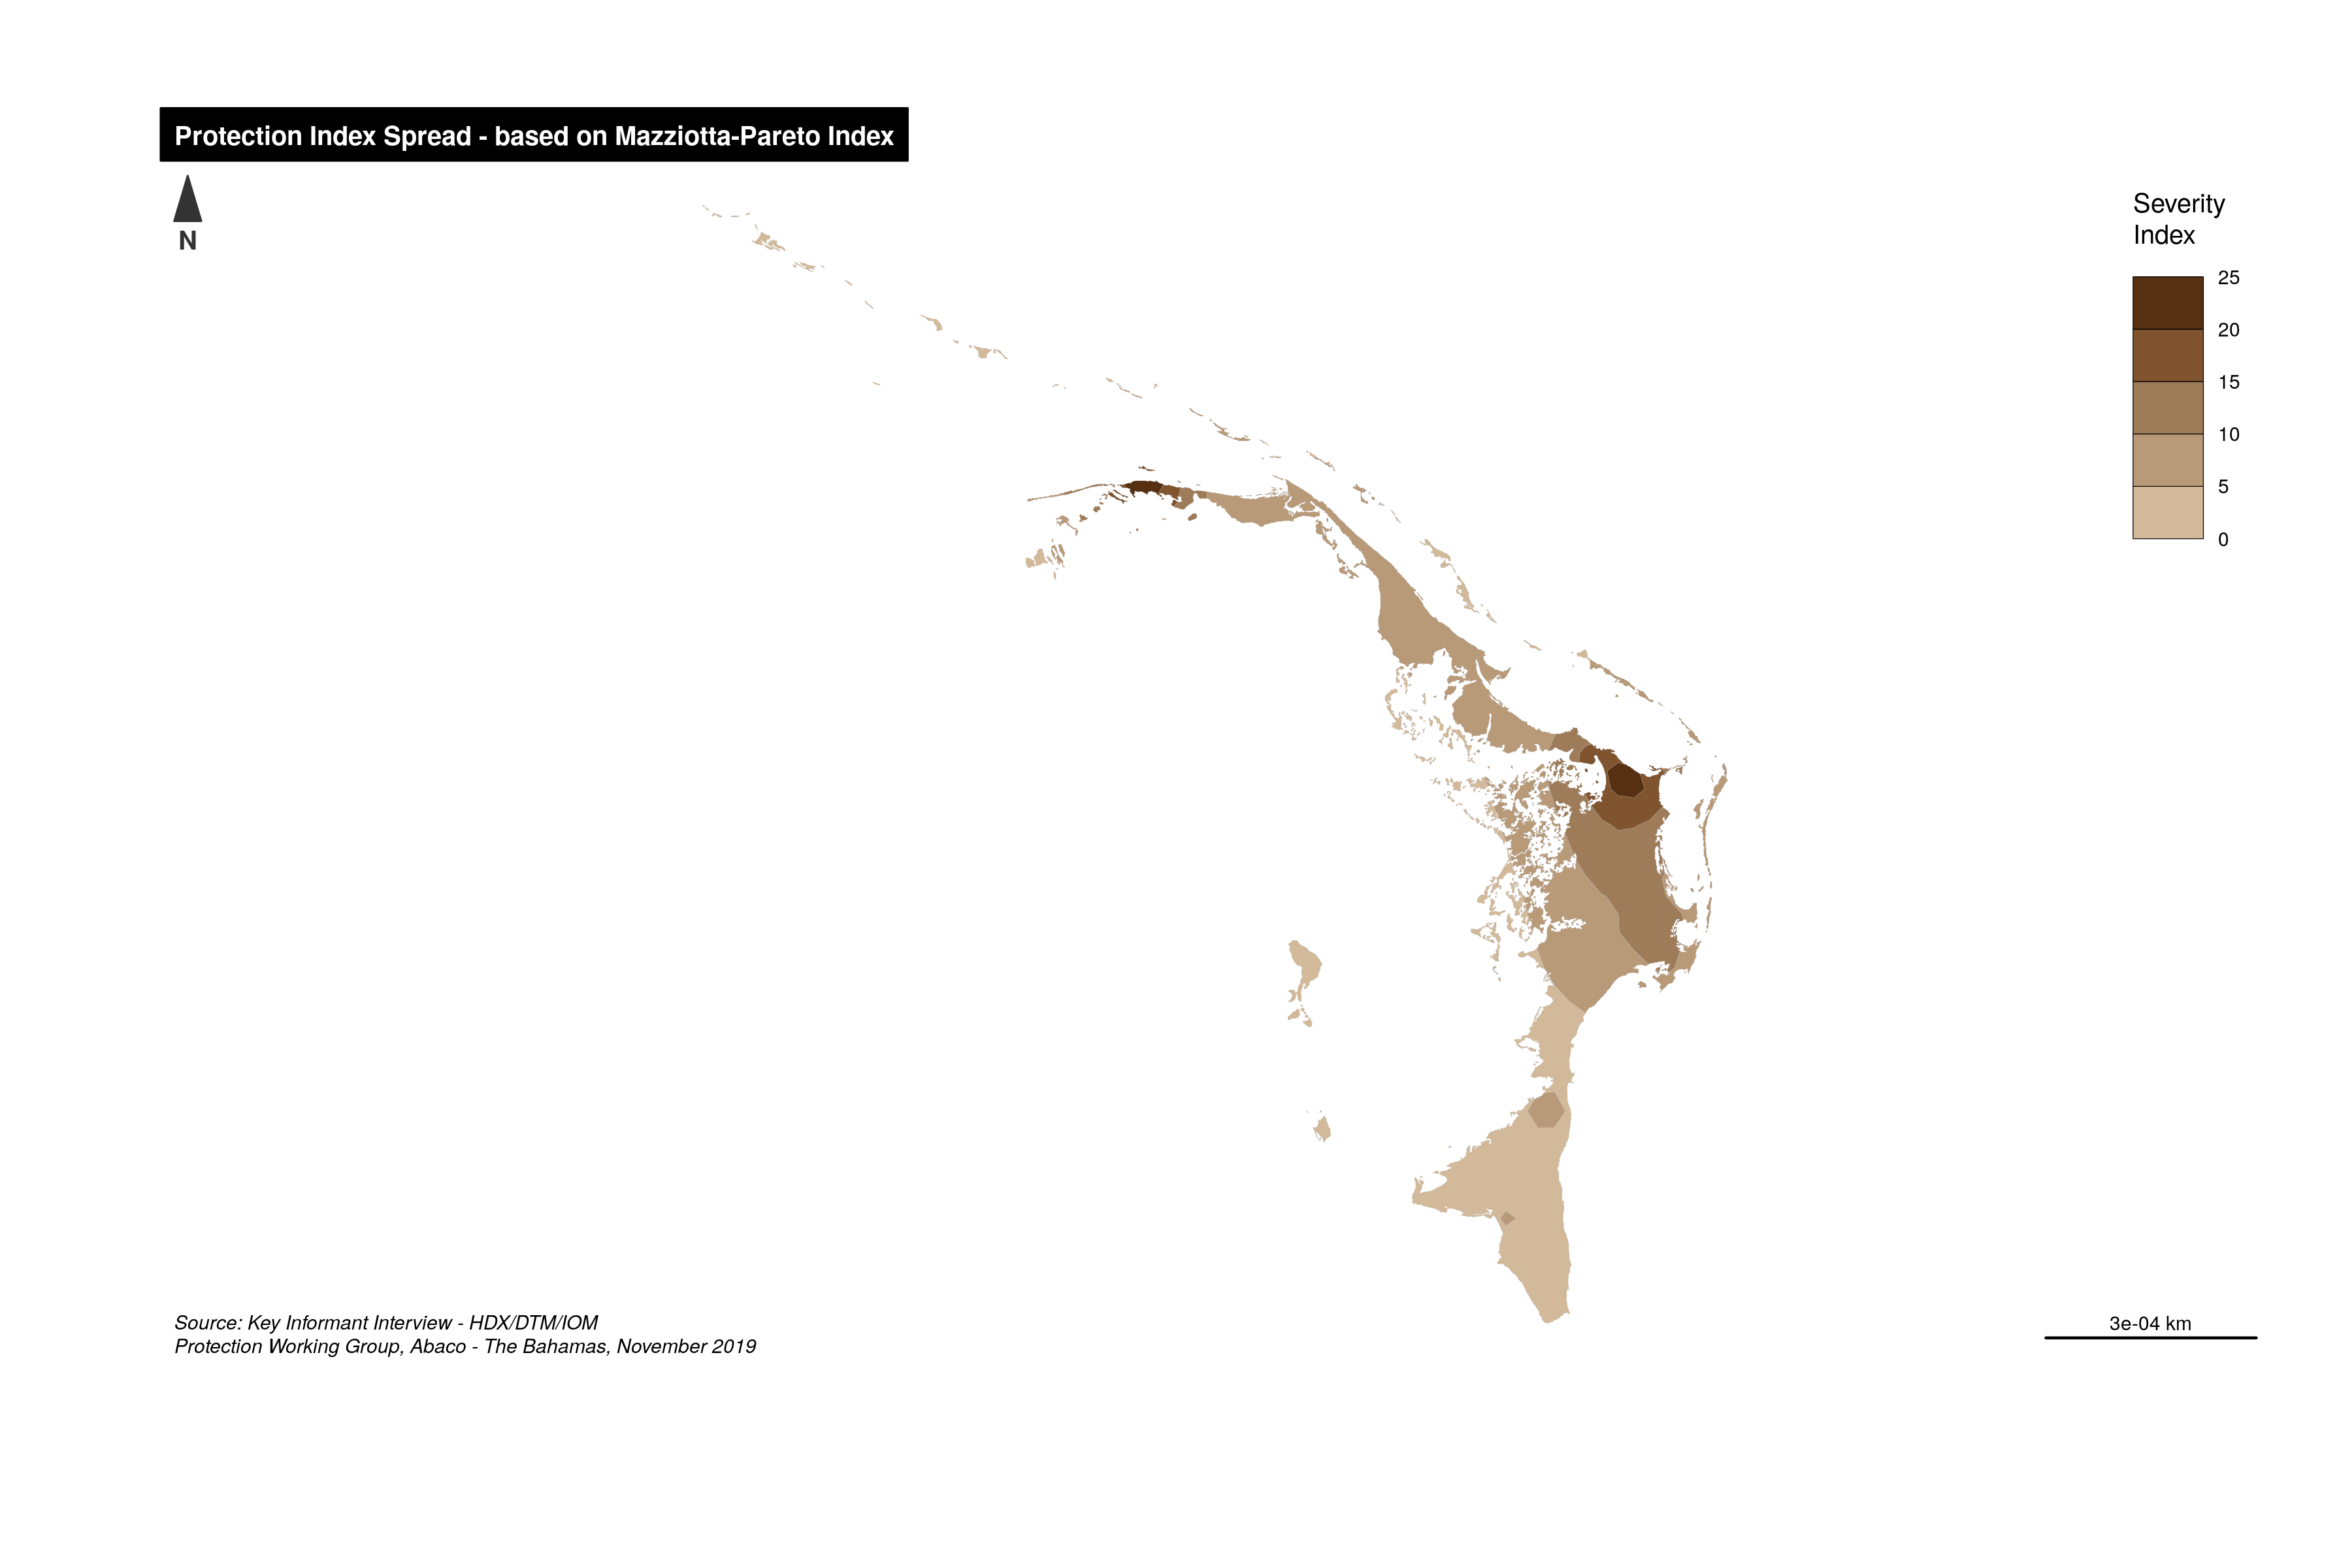 Protection Index Spread - based on Mazziotta-Pareto Index
N
Severity
Index
25
20
15
10
5
0
Source: Key Informant Interview - HDX/DTM/IOM
Protection Working Group, Abaco - The Bahamas, November 2019
3e-04 km